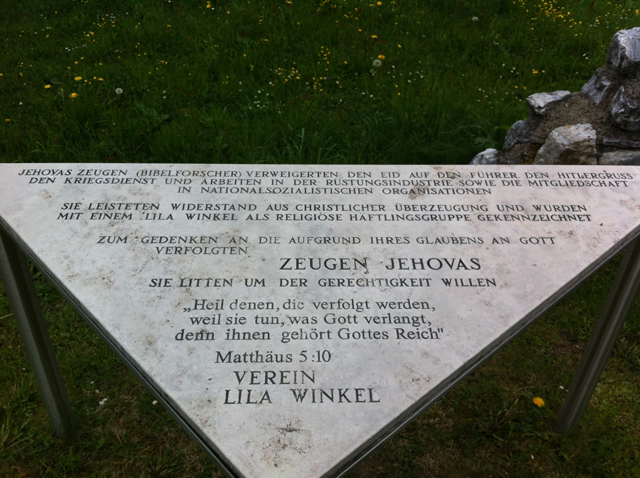 JEHOVAS ZEUGEN (BIBELFORSCHER) VERWEIGERTEN DEN EID AUF DEN FÜHRER DEN HITLERGRUSS
DEN KRIEGSDIENST UND ARBEITEN IN DER RÜSTUNGSINDUSTRIE SOWIE DIE MITGLIEDSCHAFT
IN NATIONALSOZIALISTISCHEN ORGANISATIONEN
SIE LEISTETEN WIDERSTAND AUS CHRISTLICHER ÜBERZEUGUNG UND WURDEN
MIT EINEM LILA WINKEL ALS RELIGIÖSE HÄFTLINGSGRUPPE GEKENNZEICHNET
ZUM GEDENKEN AN DIE AUFGRUND IHRES GLAUBENS AN GOTT
VERFOLGTEN
ZEUGEN JEHOVAS
SIE LITTEN UM DER GERECHTIGKEIT WILLEN
„Heil denen, die verfolgt werden,
weil sie tun, was Gott verlangt,
denn ihnen gehört Gottes Reich"
Matthäus 5:10
VEREIN
LILA WINKEL